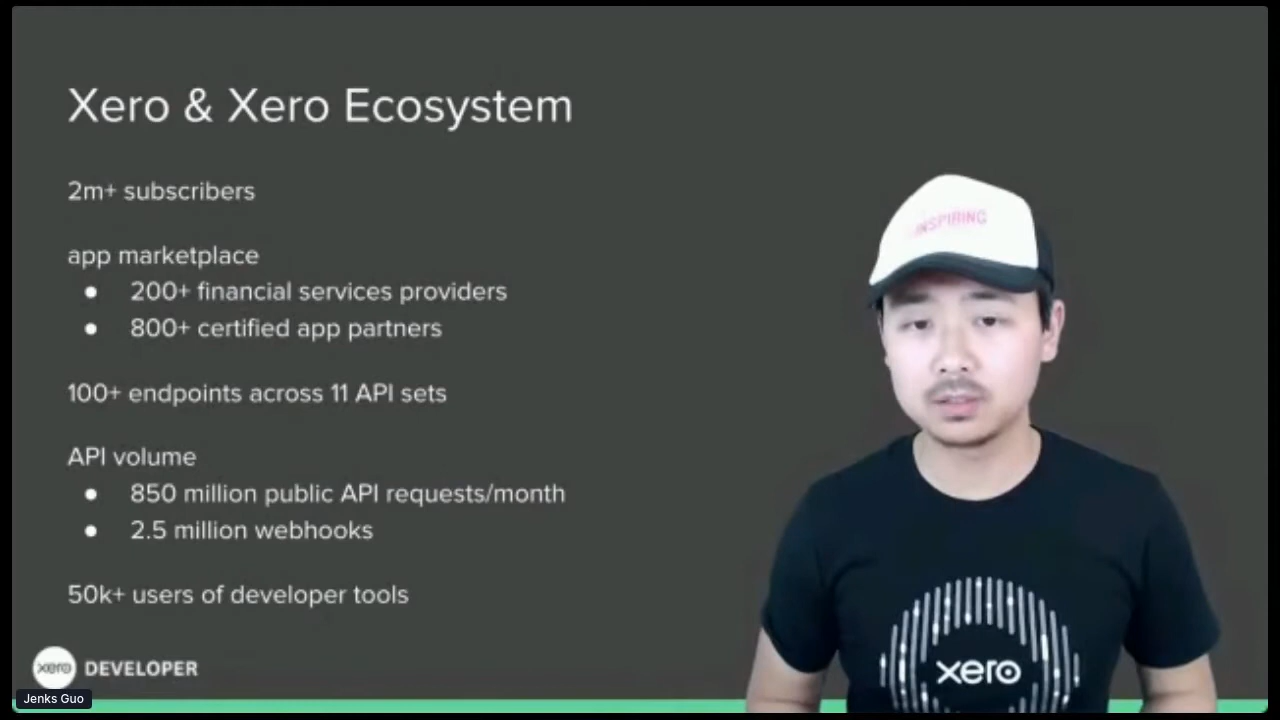 Xero & Xero Ecosystem
2m+ subscribers
app marketplace
● 200+ financial services providers
● 800+ certified app partners
100+ endpoints across 11 API sets
API volume
● 850 million public API requests/month
● 2.5 million webhooks
50k+ users of developer tools
xero DEVELOPER
Jenks Guo
INSPIRING
xero